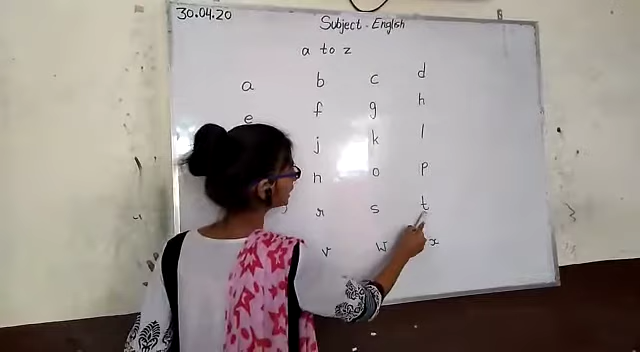 30.04.20
Subject - English
a to z
a b c d
e f g h
j k l
n o p
r s t
v w x